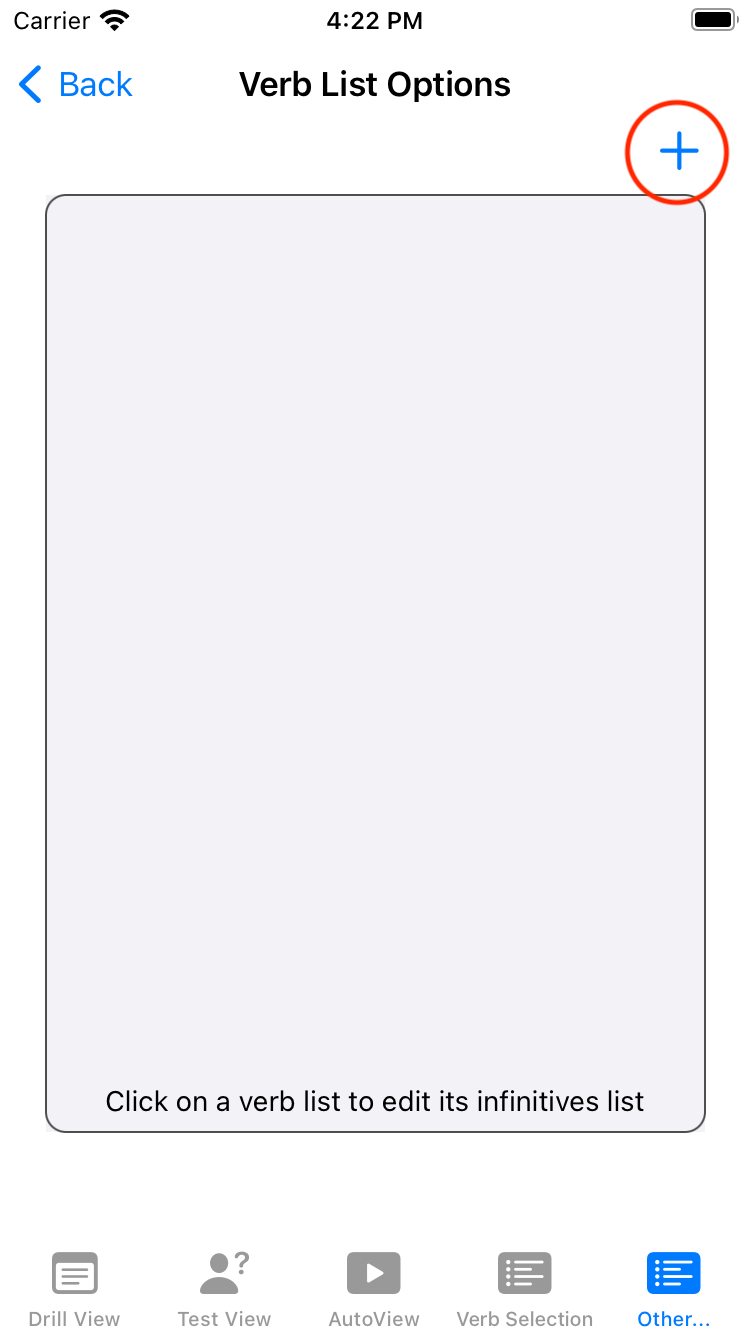 Carrier 4:22 PM
Back Verb List Options
+
Click on a verb list to edit its infinitives list
Drill View Test View AutoView Verb Selection Other...